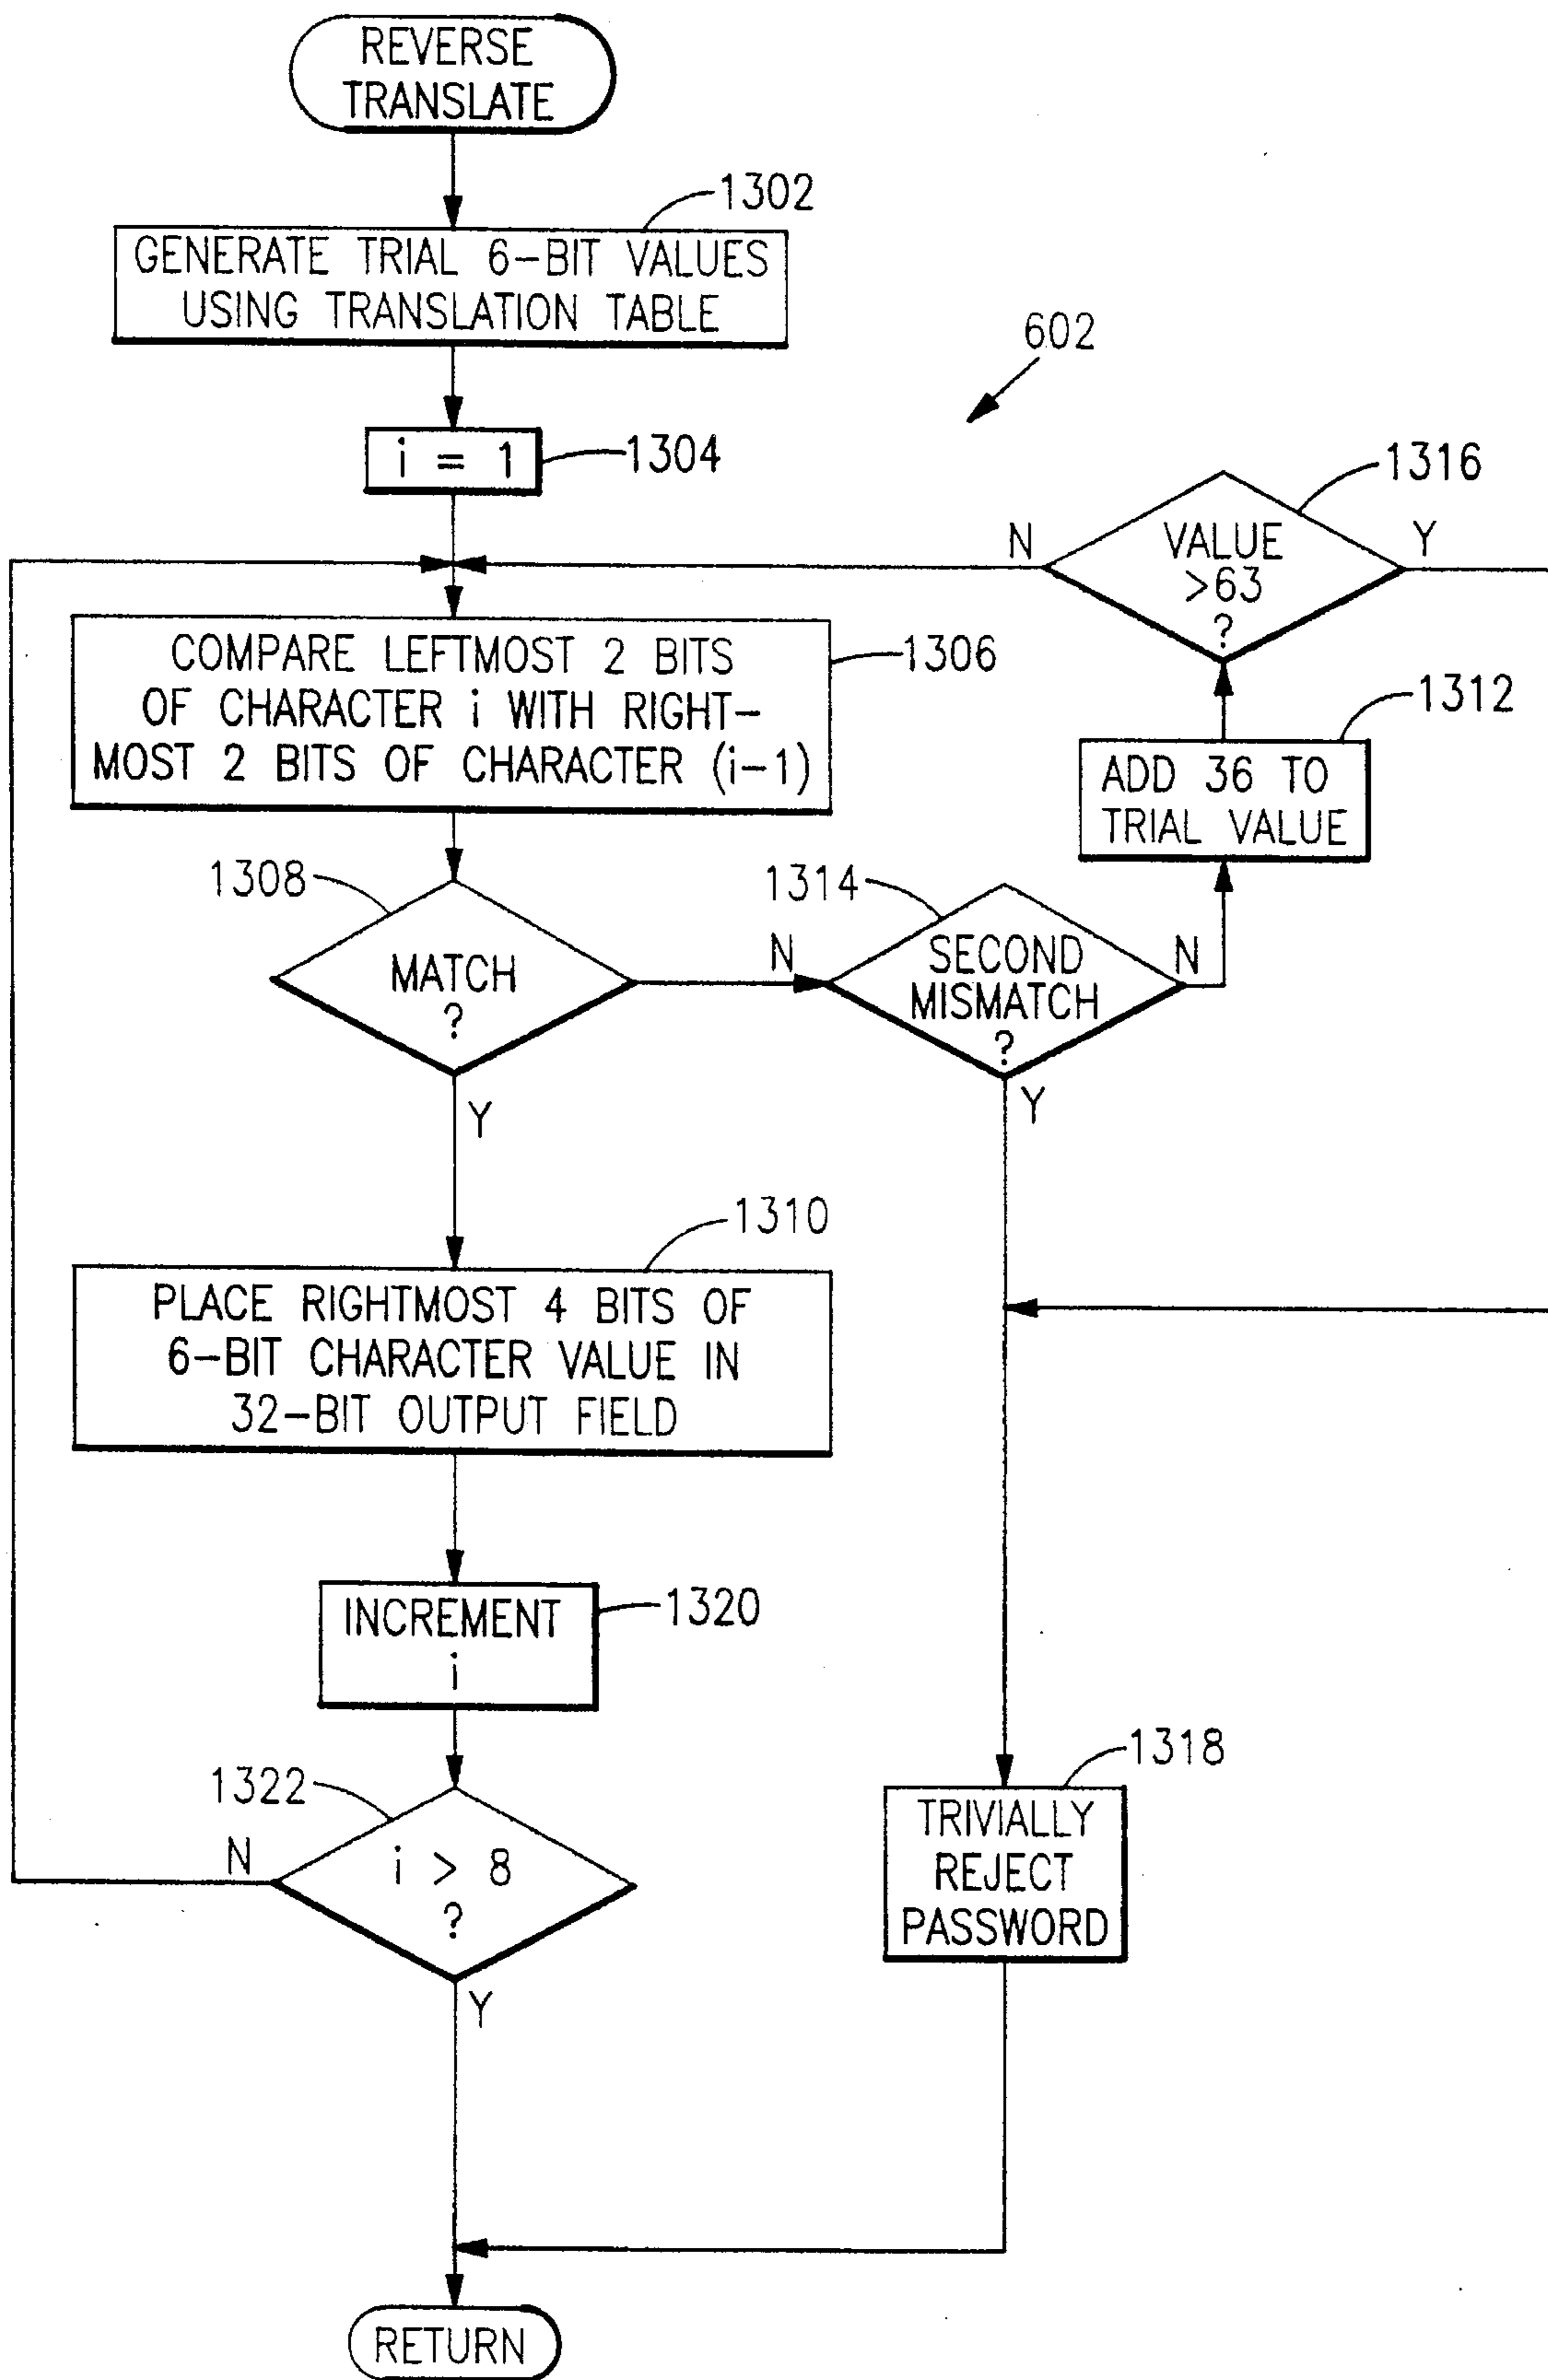 REVERSE
TRANSLATE
1302
GENERATE TRIAL 6-BIT VALUES
USING TRANSLATION TABLE
602
i = 1
1304
1316
N
VALUE
>63
?
Y
COMPARE LEFTMOST 2 BITS
OF CHARACTER i WITH RIGHT-
MOST 2 BITS OF CHARACTER (i-1)
1306
1312
ADD 36 TO
TRIAL VALUE
1308
MATCH
?
N
Y
1314
SECOND
MISMATCH
?
N
Y
1310
PLACE RIGHTMOST 4 BITS OF
6-BIT CHARACTER VALUE IN
32-BIT OUTPUT FIELD
INCREMENT
i
1320
1322
N
i > 8
?
Y
1318
TRIVIALLY
REJECT
PASSWORD
RETURN